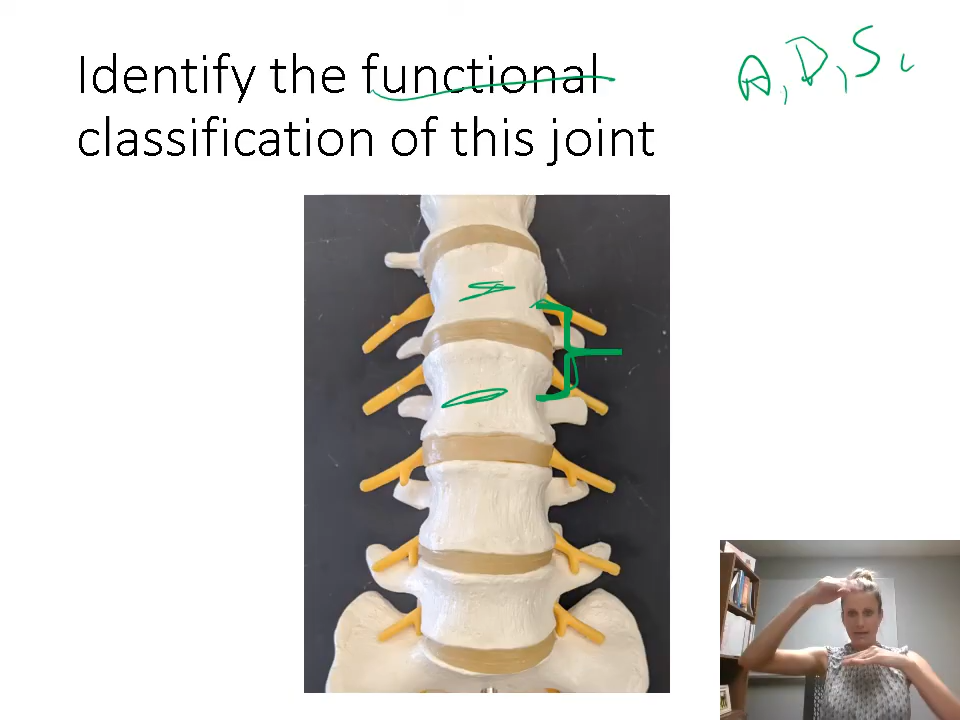 Identify the functional
classification of this joint
A, D, S,